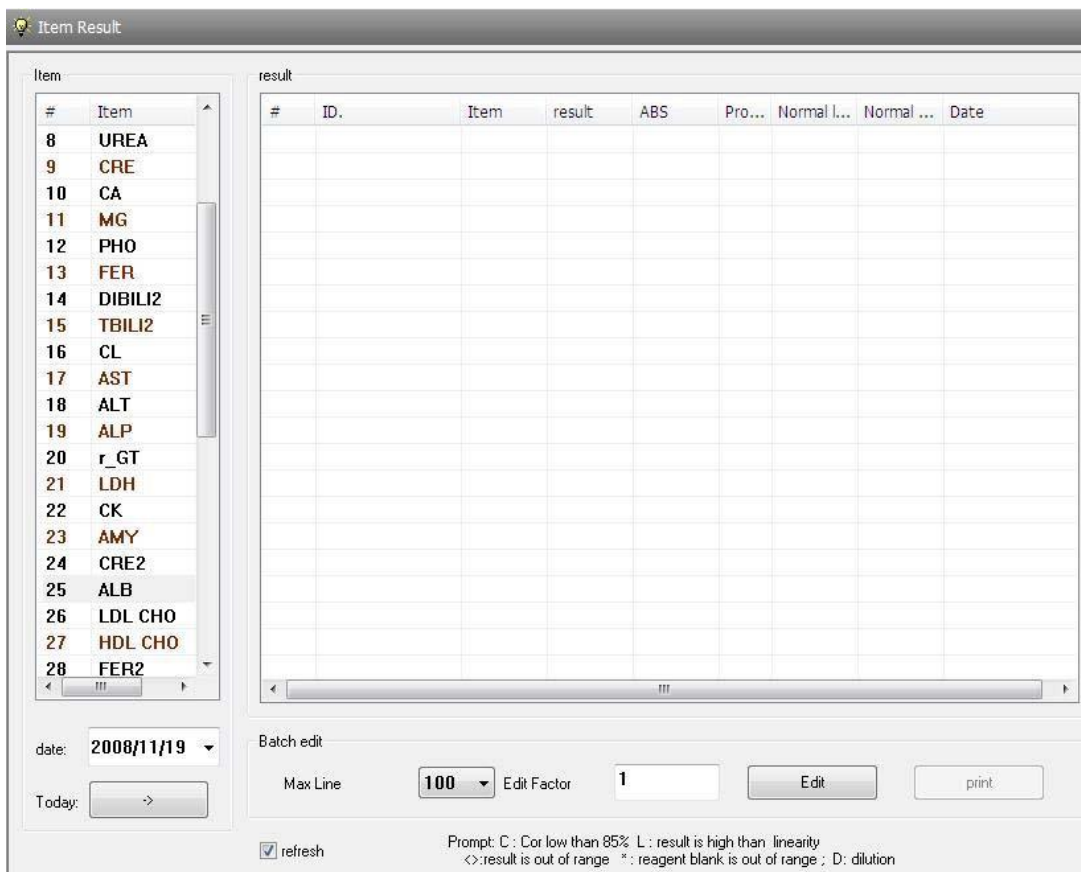 Item Result
Item
result
# Item
8 UREA
9 CRE
10 CA
11 MG
12 PHO
13 FER
14 DIBILI2
15 TBILI2
16 CL
17 AST
18 ALT
19 ALP
20 r_GT
21 LDH
22 CK
23 AMY
24 CRE2
25 ALB
26 LDL CHO
27 HDL CHO
28 FER2
# ID. Item result ABS Pro... Normal l... Normal ... Date
date: 2008/11/19
Today: ->
Batch edit
Max Line 100 Edit Factor 1 Edit print
refresh
Prompt: C : Cor low than 85% L : result is high than linearity
<>:result is out of range * : reagent blank is out of range ; D: dilution